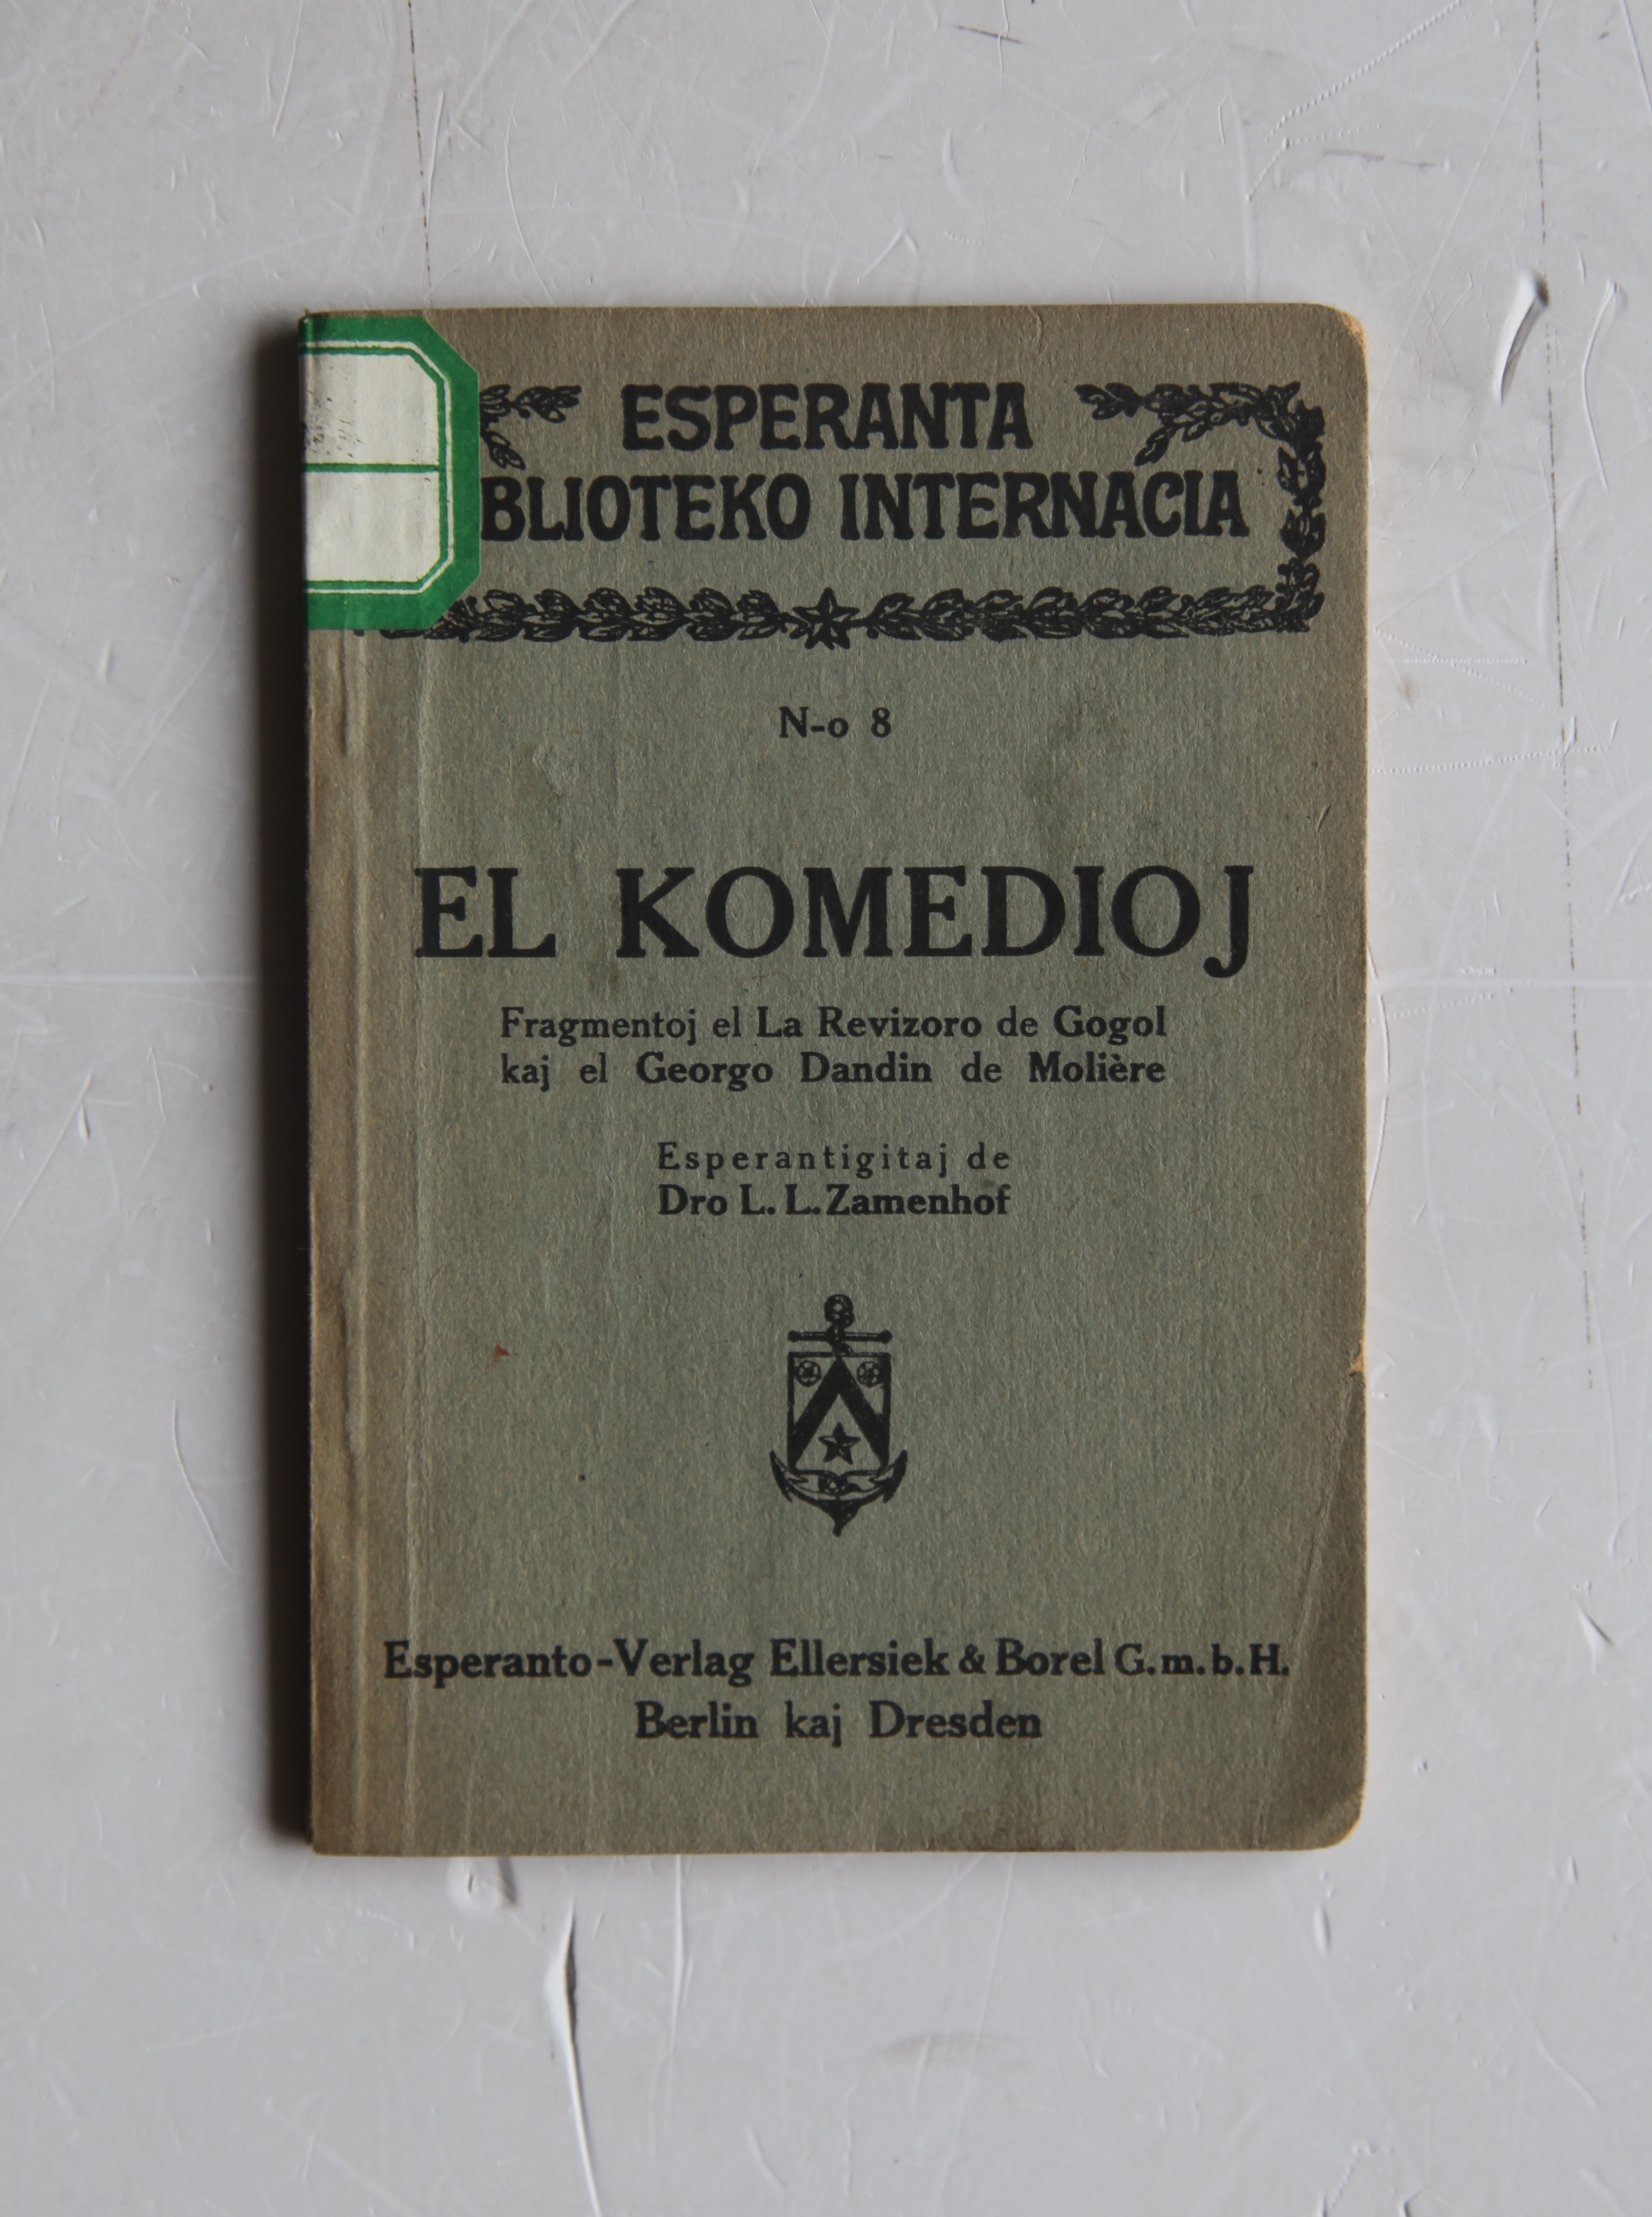 ESPERANTA
BLIOTEKO INTERNACIA
N-o 8
EL KOMEDIOJ
Fragmentoj el La Revizoro de Gogol
kaj el Georgo Dandin de Molière
Esperantigitaj de
Dro L. L. Zamenhof
Esperanto-Verlag Ellersiek & Borel G.m.b.H.
Berlin kaj Dresden